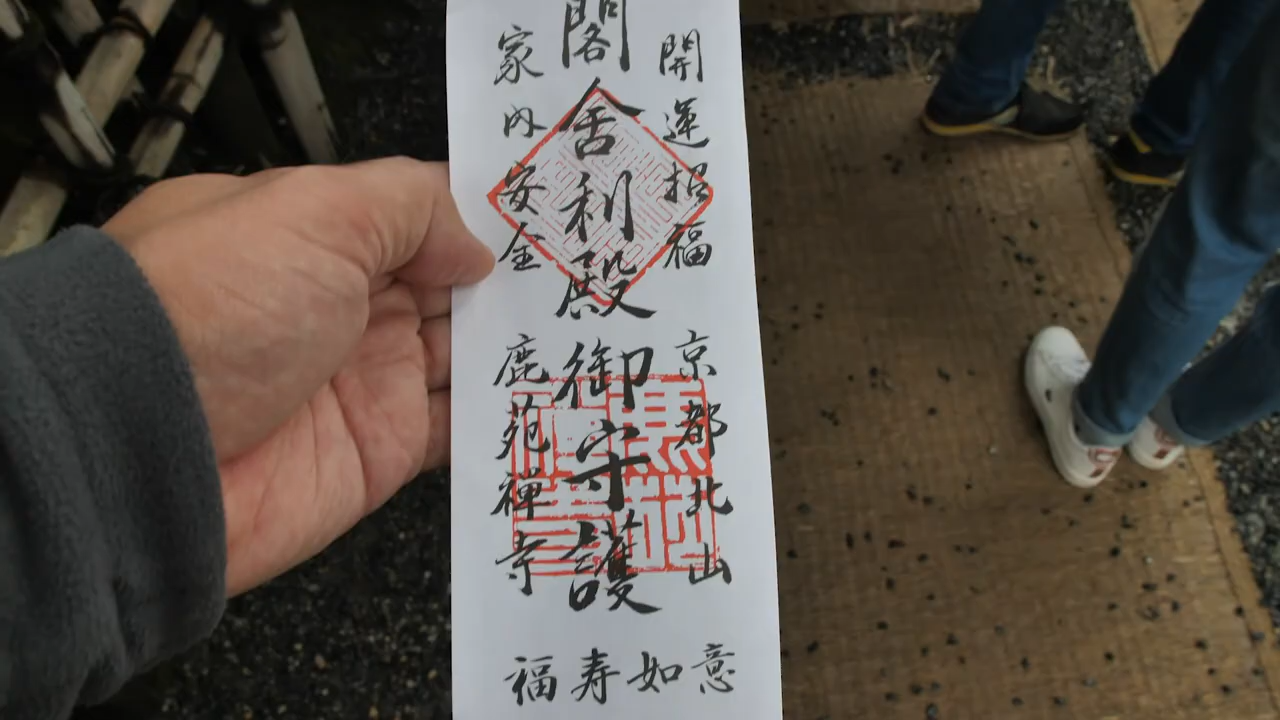 開運招福
京都北山
閣舎利殿御守護
家内安全
鹿苑禅寺
福寿如意